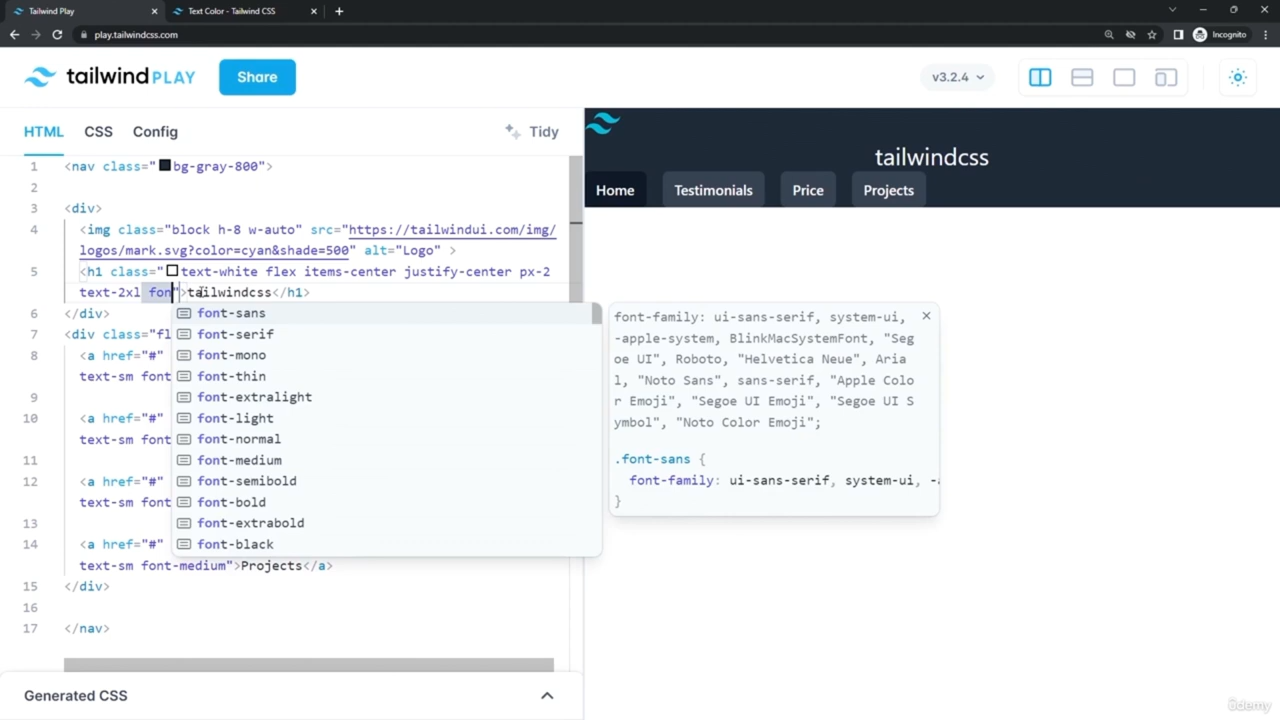 Tailwind Play
Text Color - Tailwind CSS
play.tailwindcss.com
Incognito
tailwind PLAY
Share
v3.2.4
HTML
CSS
Config
Tidy
1 <nav class="bg-gray-800">
2
3 <div>
4 <img class="block h-8 w-auto" src="https://tailwindui.com/img/
logos/mark.svg?color=cyan&shade=500" alt="Logo" >
5 <h1 class="text-white flex items-center justify-center px-2
text-2xl fon">tailwindcss</h1>
6 </div>
7 <div class="fl
8 <a href="#"
text-sm font
9
10 <a href="#"
text-sm font
11
12 <a href="#"
text-sm font
13
14 <a href="#"
text-sm font-medium">Projects</a>
15 </div>
16
17 </nav>
font-sans
font-serif
font-mono
font-thin
font-extralight
font-light
font-normal
font-medium
font-semibold
font-bold
font-extrabold
font-black
font-family: ui-sans-serif, system-ui,
-apple-system, BlinkMacSystemFont, "Seg
oe UI", Roboto, "Helvetica Neue", Aria
l, "Noto Sans", sans-serif, "Apple Colo
r Emoji", "Segoe UI Emoji", "Segoe UI S
ymbol", "Noto Color Emoji";
.font-sans {
font-family: ui-sans-serif, system-ui, -a
}
tailwindcss
Home
Testimonials
Price
Projects
Generated CSS
ûdemy